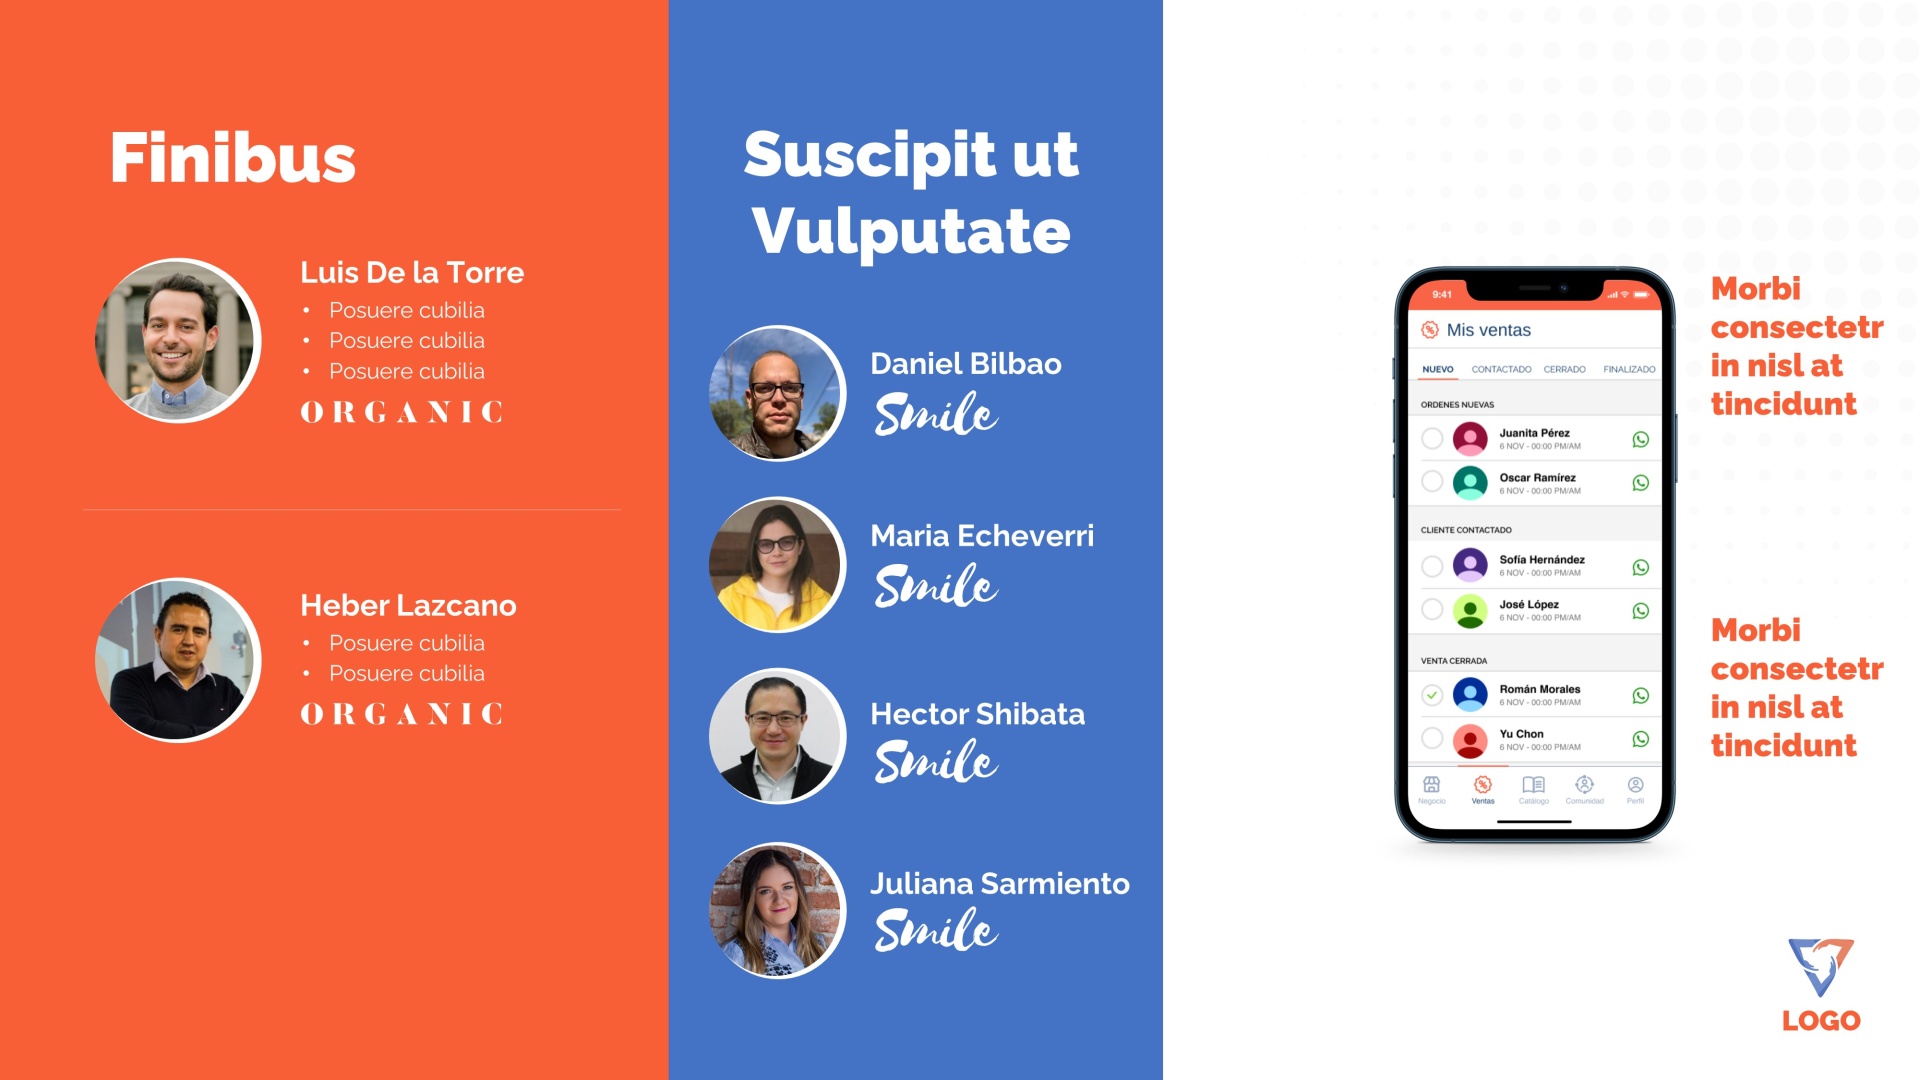 Finibus
Luis De la Torre
• Posuere cubilia
• Posuere cubilia
• Posuere cubilia
ORGANIC
Heber Lazcano
• Posuere cubilia
• Posuere cubilia
ORGANIC
Suscipit ut
Vulputate
Daniel Bilbao
Smile
Maria Echeverri
Smile
Hector Shibata
Smile
Juliana Sarmiento
Smile
9:41
Mis ventas
NUEVO CONTACTADO CERRADO FINALIZADO
ORDENES NUEVAS
Juanita Pérez
6 NOV - 00:00 PM/AM
Oscar Ramírez
6 NOV - 00:00 PM/AM
CLIENTE CONTACTADO
Sofía Hernández
6 NOV - 00:00 PM/AM
José López
6 NOV - 00:00 PM/AM
VENTA CERRADA
Román Morales
6 NOV - 00:00 PM/AM
Yu Chon
6 NOV - 00:00 PM/AM
Negocio Ventas Catálogo Comunidad Perfil
Morbi
consectetr
in nisl at
tincidunt
Morbi
consectetr
in nisl at
tincidunt
LOGO